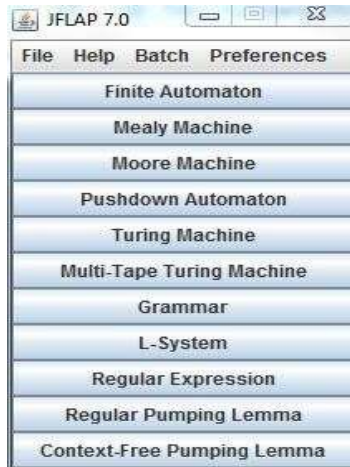 JFLAP 7.0
File Help Batch Preferences
Finite Automaton
Mealy Machine
Moore Machine
Pushdown Automaton
Turing Machine
Multi-Tape Turing Machine
Grammar
L-System
Regular Expression
Regular Pumping Lemma
Context-Free Pumping Lemma